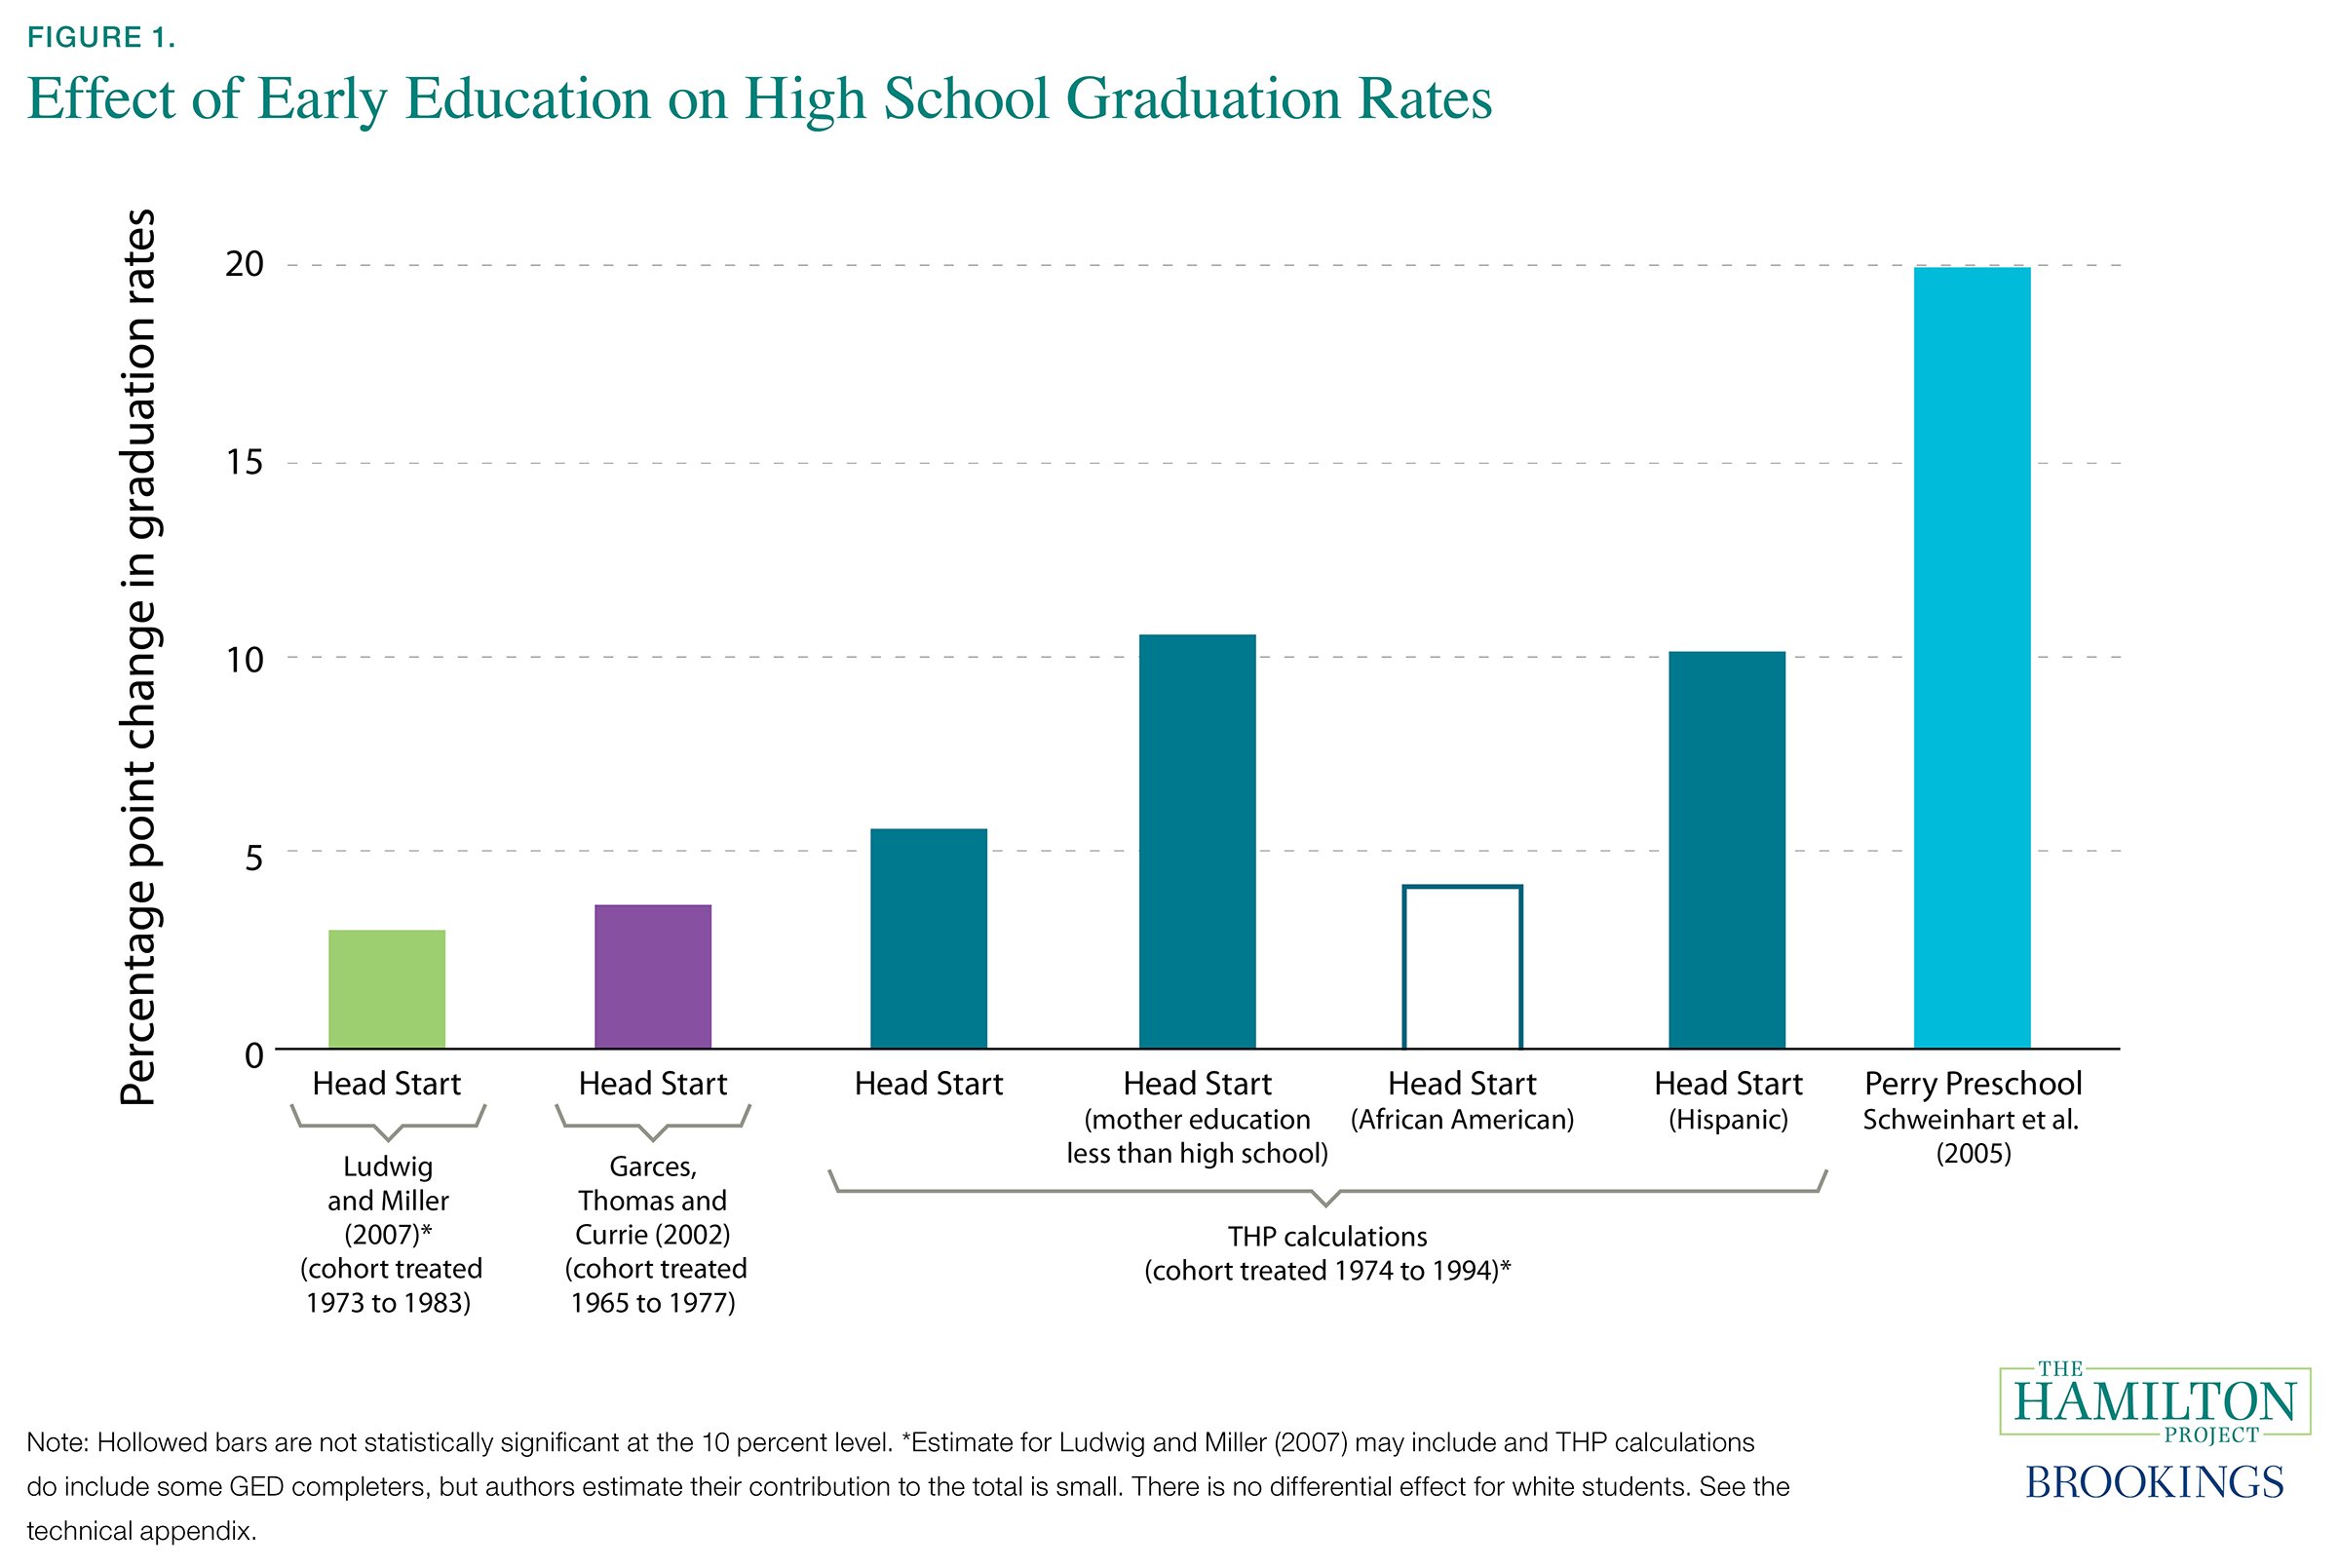 FIGURE 1.
Effect of Early Education on High School Graduation Rates
Percentage point change in graduation rates
20
15
10
5
0
Head Start
Ludwig
and Miller
(2007)*
(cohort treated
1973 to 1983)
Head Start
Garces,
Thomas and
Currie (2002)
(cohort treated
1965 to 1977)
Head Start
Head Start
(mother education
less than high school)
Head Start
(African American)
Head Start
(Hispanic)
THP calculations
(cohort treated 1974 to 1994)*
Perry Preschool
Schweinhart et al.
(2005)
Note: Hollowed bars are not statistically significant at the 10 percent level. *Estimate for Ludwig and Miller (2007) may include and THP calculations
do include some GED completers, but authors estimate their contribution to the total is small. There is no differential effect for white students. See the
technical appendix.
THE
HAMILTON
PROJECT
BROOKINGS